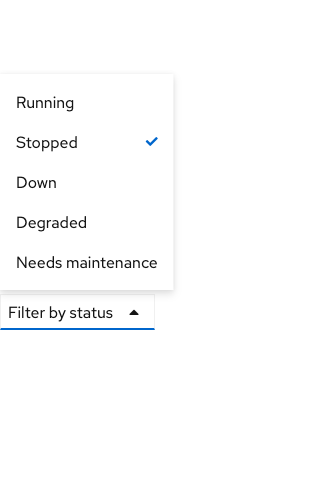 Running
Stopped
Down
Degraded
Needs maintenance
Filter by status